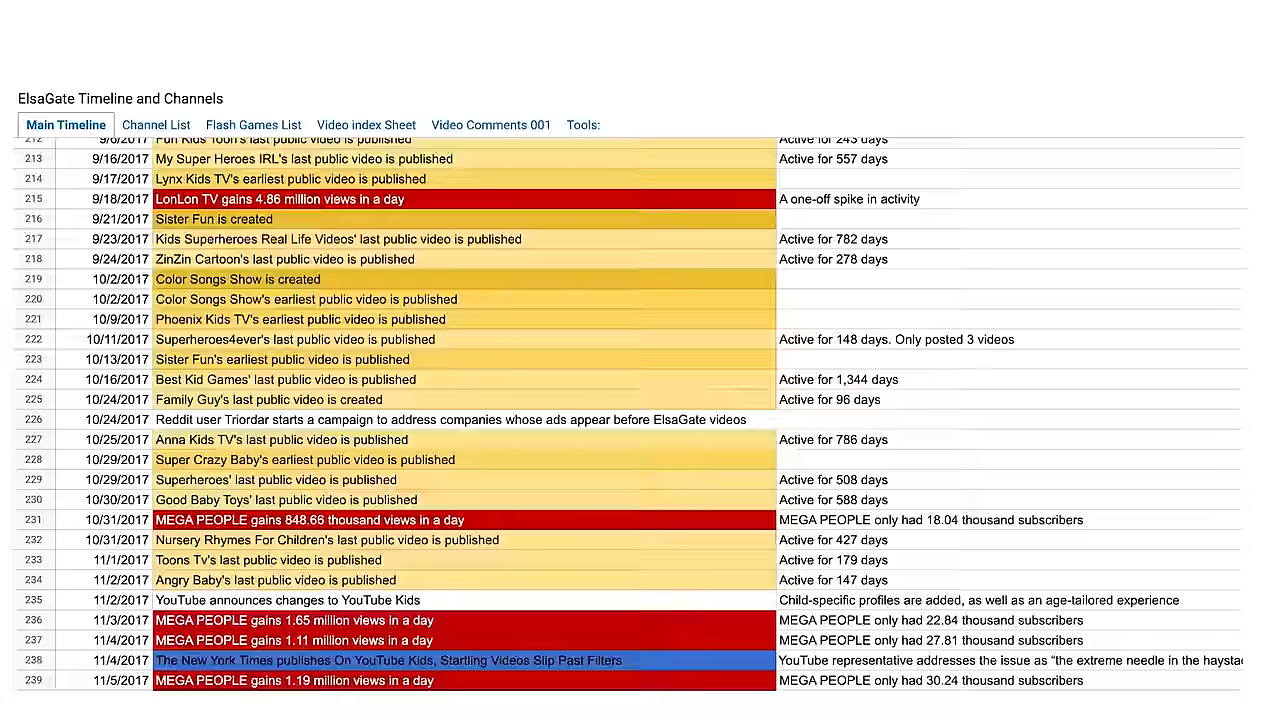 ElsaGate Timeline and Channels
Main Timeline Channel List Flash Games List Video index Sheet Video Comments 001 Tools:
212 9/6/2017 Fun Kids Toon's last public video is published Active for 243 days
213 9/16/2017 My Super Heroes IRL's last public video is published Active for 557 days
214 9/17/2017 Lynx Kids TV's earliest public video is published
215 9/18/2017 LonLon TV gains 4.86 million views in a day A one-off spike in activity
216 9/21/2017 Sister Fun is created
217 9/23/2017 Kids Superheroes Real Life Videos' last public video is published Active for 782 days
218 9/24/2017 ZinZin Cartoon's last public video is published Active for 278 days
219 10/2/2017 Color Songs Show is created
220 10/2/2017 Color Songs Show's earliest public video is published
221 10/9/2017 Phoenix Kids TV's earliest public video is published
222 10/11/2017 Superheroes4ever's last public video is published Active for 148 days. Only posted 3 videos
223 10/13/2017 Sister Fun's earliest public video is published
224 10/16/2017 Best Kid Games' last public video is published Active for 1,344 days
225 10/24/2017 Family Guy's last public video is created Active for 96 days
226 10/24/2017 Reddit user Triordar starts a campaign to address companies whose ads appear before ElsaGate videos
227 10/25/2017 Anna Kids TV's last public video is published Active for 786 days
228 10/29/2017 Super Crazy Baby's earliest public video is published
229 10/29/2017 Superheroes' last public video is published Active for 508 days
230 10/30/2017 Good Baby Toys' last public video is published Active for 588 days
231 10/31/2017 MEGA PEOPLE gains 848.66 thousand views in a day MEGA PEOPLE only had 18.04 thousand subscribers
232 10/31/2017 Nursery Rhymes For Children's last public video is published Active for 427 days
233 11/1/2017 Toons Tv's last public video is published Active for 179 days
234 11/2/2017 Angry Baby's last public video is published Active for 147 days
235 11/2/2017 YouTube announces changes to YouTube Kids Child-specific profiles are added, as well as an age-tailored experience
236 11/3/2017 MEGA PEOPLE gains 1.65 million views in a day MEGA PEOPLE only had 22.84 thousand subscribers
237 11/4/2017 MEGA PEOPLE gains 1.11 million views in a day MEGA PEOPLE only had 27.81 thousand subscribers
238 11/4/2017 The New York Times publishes On YouTube Kids, Startling Videos Slip Past Filters YouTube representative addresses the issue as “the extreme needle in the haysta
239 11/5/2017 MEGA PEOPLE gains 1.19 million views in a day MEGA PEOPLE only had 30.24 thousand subscribers